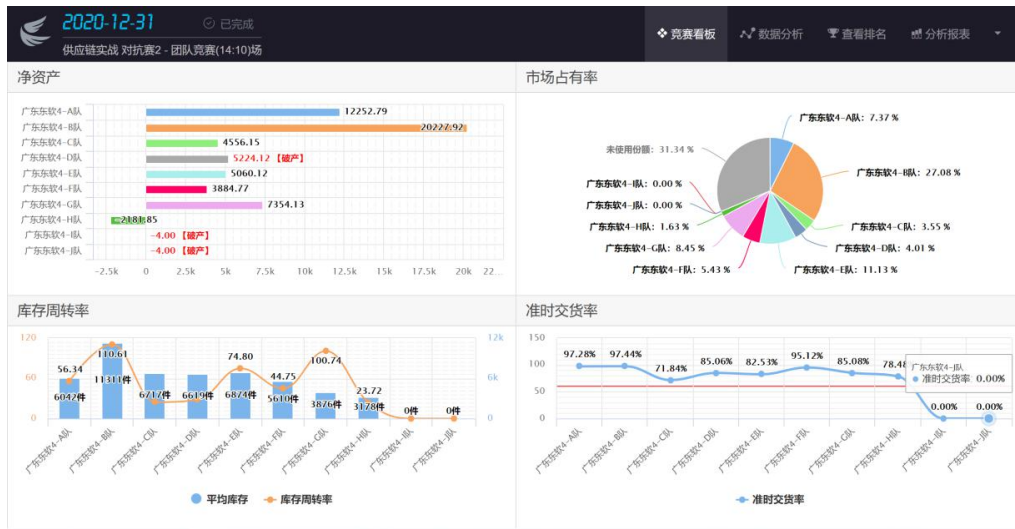 2020-12-31 已完成
供应链实战 对抗赛2 - 团队竞赛(14:10)场
竞赛看板 数据分析 查看排名 分析报表
净资产
广东东软4-A队 12252.79
广东东软4-B队 20227.92
广东东软4-C队 4556.15
广东东软4-D队 5224.12【破产】
广东东软4-E队 5060.12
广东东软4-F队 3884.77
广东东软4-G队 7354.13
广东东软4-H队 -2181.85
广东东软4-I队 -4.00【破产】
广东东软4-J队 -4.00【破产】
-2.5k 0 2.5k 5k 7.5k 10k 12.5k 15k 17.5k 20k 22...
市场占有率
广东东软4-A队: 7.37 %
未使用份额: 31.34 %
广东东软4-B队: 27.08 %
广东东软4-I队: 0.00 %
广东东软4-J队: 0.00 %
广东东软4-H队: 1.63 %
广东东软4-C队: 3.55 %
广东东软4-G队: 8.45 %
广东东软4-D队: 4.01 %
广东东软4-F队: 5.43 %
广东东软4-E队: 11.13 %
库存周转率
120 12k
110.61
74.80 100.74
56.34 44.75
60 6k
23.72
11311件
6042件 6717件 6619件 6874件 5610件 3876件 3178件 0件 0件
0 0
广东东软4-A队 广东东软4-B队 广东东软4-C队 广东东软4-D队 广东东软4-E队 广东东软4-F队 广东东软4-G队 广东东软4-H队 广东东软4-I队 广东东软4-J队
平均库存 库存周转率
准时交货率
150
97.28% 97.44% 71.84% 85.06% 82.53% 95.12% 85.08% 78.48
广东东软4-J队
准时交货率 0.00%
100
50
0.00% 0.00%
0
广东东软4-A队 广东东软4-B队 广东东软4-C队 广东东软4-D队 广东东软4-E队 广东东软4-F队 广东东软4-G队 广东东软4-H队 广东东软4-I队 广东东软4-J队
准时交货率